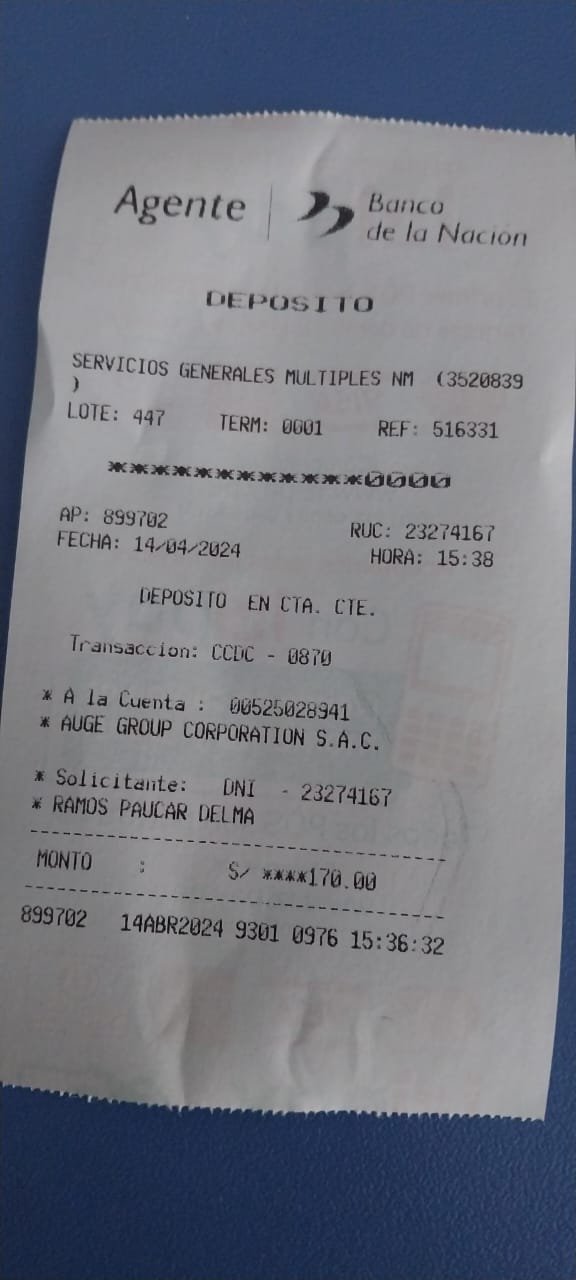 Agente
Banco
de la Nación
DEPOSITO
SERVICIOS GENERALES MULTIPLES NM (3520839
)
LOTE: 447 TERM: 0001 REF: 516331
************0000
AP: 899702 RUC: 23274167
FECHA: 14/04/2024 HORA: 15:38
DEPOSITO EN CTA. CTE.
Transaccion: CCDC - 0870
* A la Cuenta : 00525028941
* AUGE GROUP CORPORATION S.A.C.
* Solicitante: DNI - 23274167
* RAMOS PAUCAR DELMA
MONTO : S/ ****170.00
899702 14ABR2024 9301 0976 15:36:32